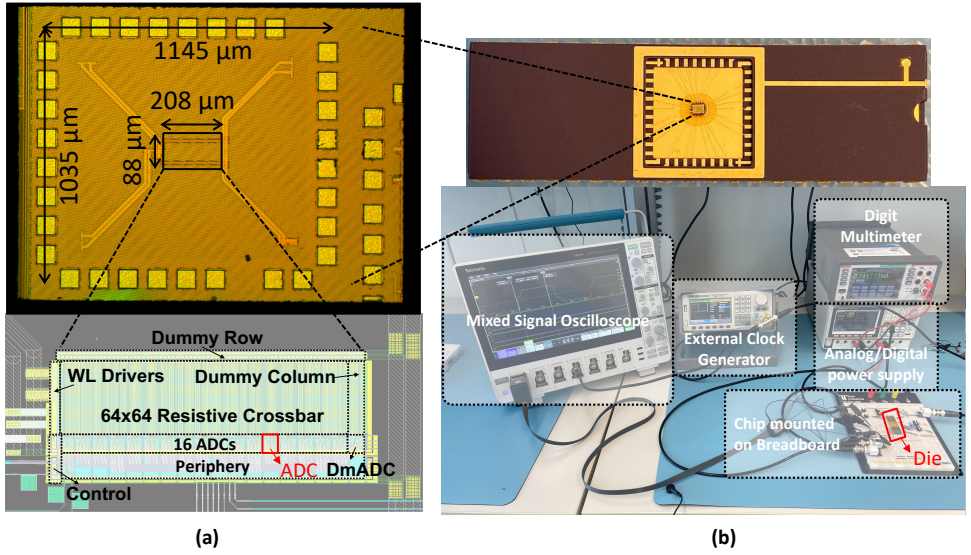 1145 µm
208 µm
88 µm
1035 µm
Dummy Row
WL Drivers
Dummy Column
64x64 Resistive Crossbar
16 ADCs
Periphery
ADC
DmADC
Control
(a)
Digit
Multimeter
Tektronix
Mixed Signal Oscilloscope
External Clock
Generator
Analog/Digital
power supply
Chip mounted
on Breadboard
Die
(b)